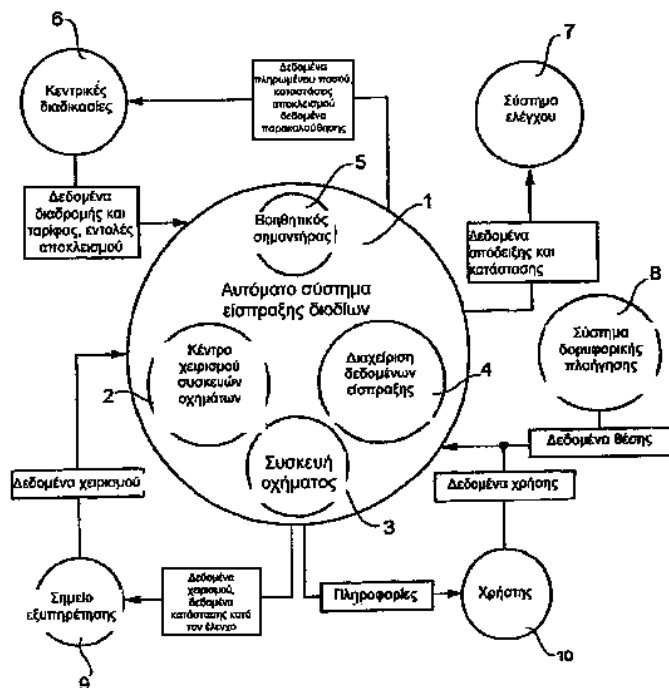 6
7
Κεντρικές
διαδικασίες
Δεδομένα
πληρωμένου ποσού,
καταστάσεις
αποκλεισμού
δεδομένα
παρακαλούθησης
Σύστημα
ελέγχου
5
1
Δεδομένα
διαδρομής και
ταρίφας, εντολές
αποκλεισμού
Βοηθητικός
σημαντήρας
Δεδομένα
απόδειξης και
κατάστασης
8
Αυτόματο σύστημα
είσπραξης διοδίων
Σύστημα
δορυφορικής
πλοήγησης
Κέντρο
χειρισμού
συσκευών
οχημάτων
2
Διαχείριση
δεδομένων
είσπραξης
4
Δεδομένα θέσης
Δεδομένα χειρισμού
Συσκευή
οχήματος
3
Δεδομένα χρήσης
Σημείο
εξυπηρέτησης
9
Δεδομένα
χειρισμού,
δεδομένα
κατάστασης κατά
τον έλεγχο
Πληροφορίες
Χρήστης
10